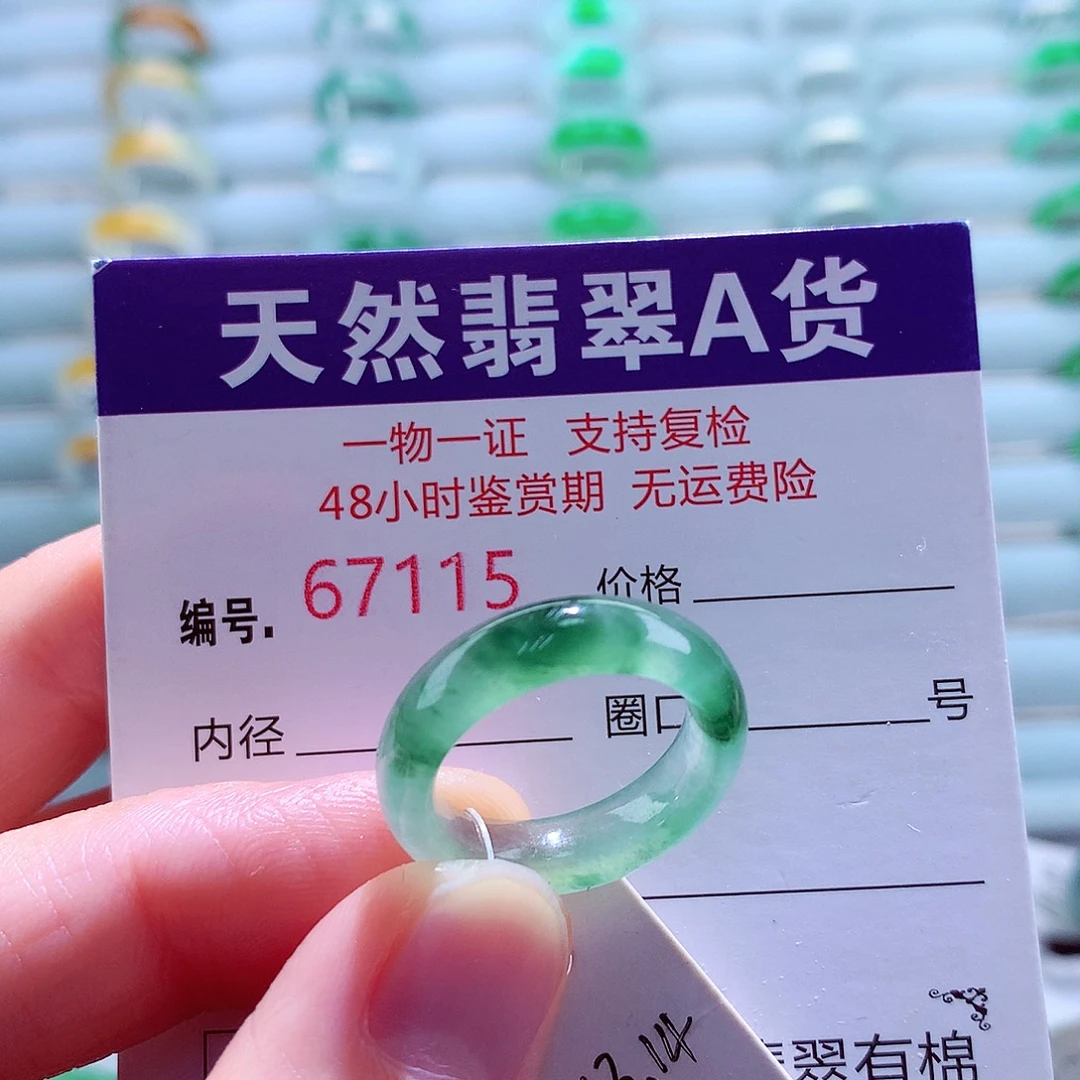 天然翡翠A货
一物一证 支持复检
48小时鉴赏期 无运费险
编号. 67115 价格
内径 圈口 号
.14
翠有棉